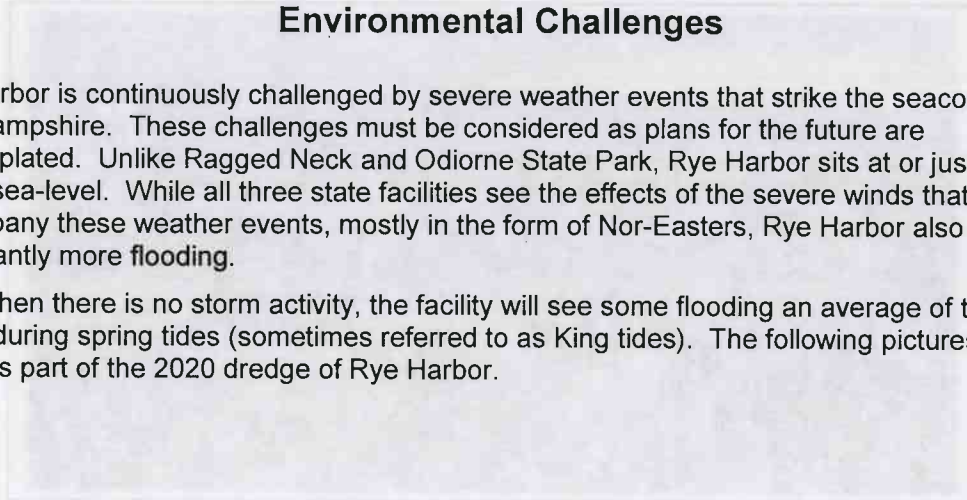 Environmental Challenges
rbor is continuously challenged by severe weather events that strike the seaco
ampshire. These challenges must be considered as plans for the future are
plated. Unlike Ragged Neck and Odiorne State Park, Rye Harbor sits at or jus
sea-level. While all three state facilities see the effects of the severe winds that
pany these weather events, mostly in the form of Nor-Easters, Rye Harbor also
antly more flooding.
hen there is no storm activity, the facility will see some flooding an average of t
during spring tides (sometimes referred to as King tides). The following pictures
s part of the 2020 dredge of Rye Harbor.